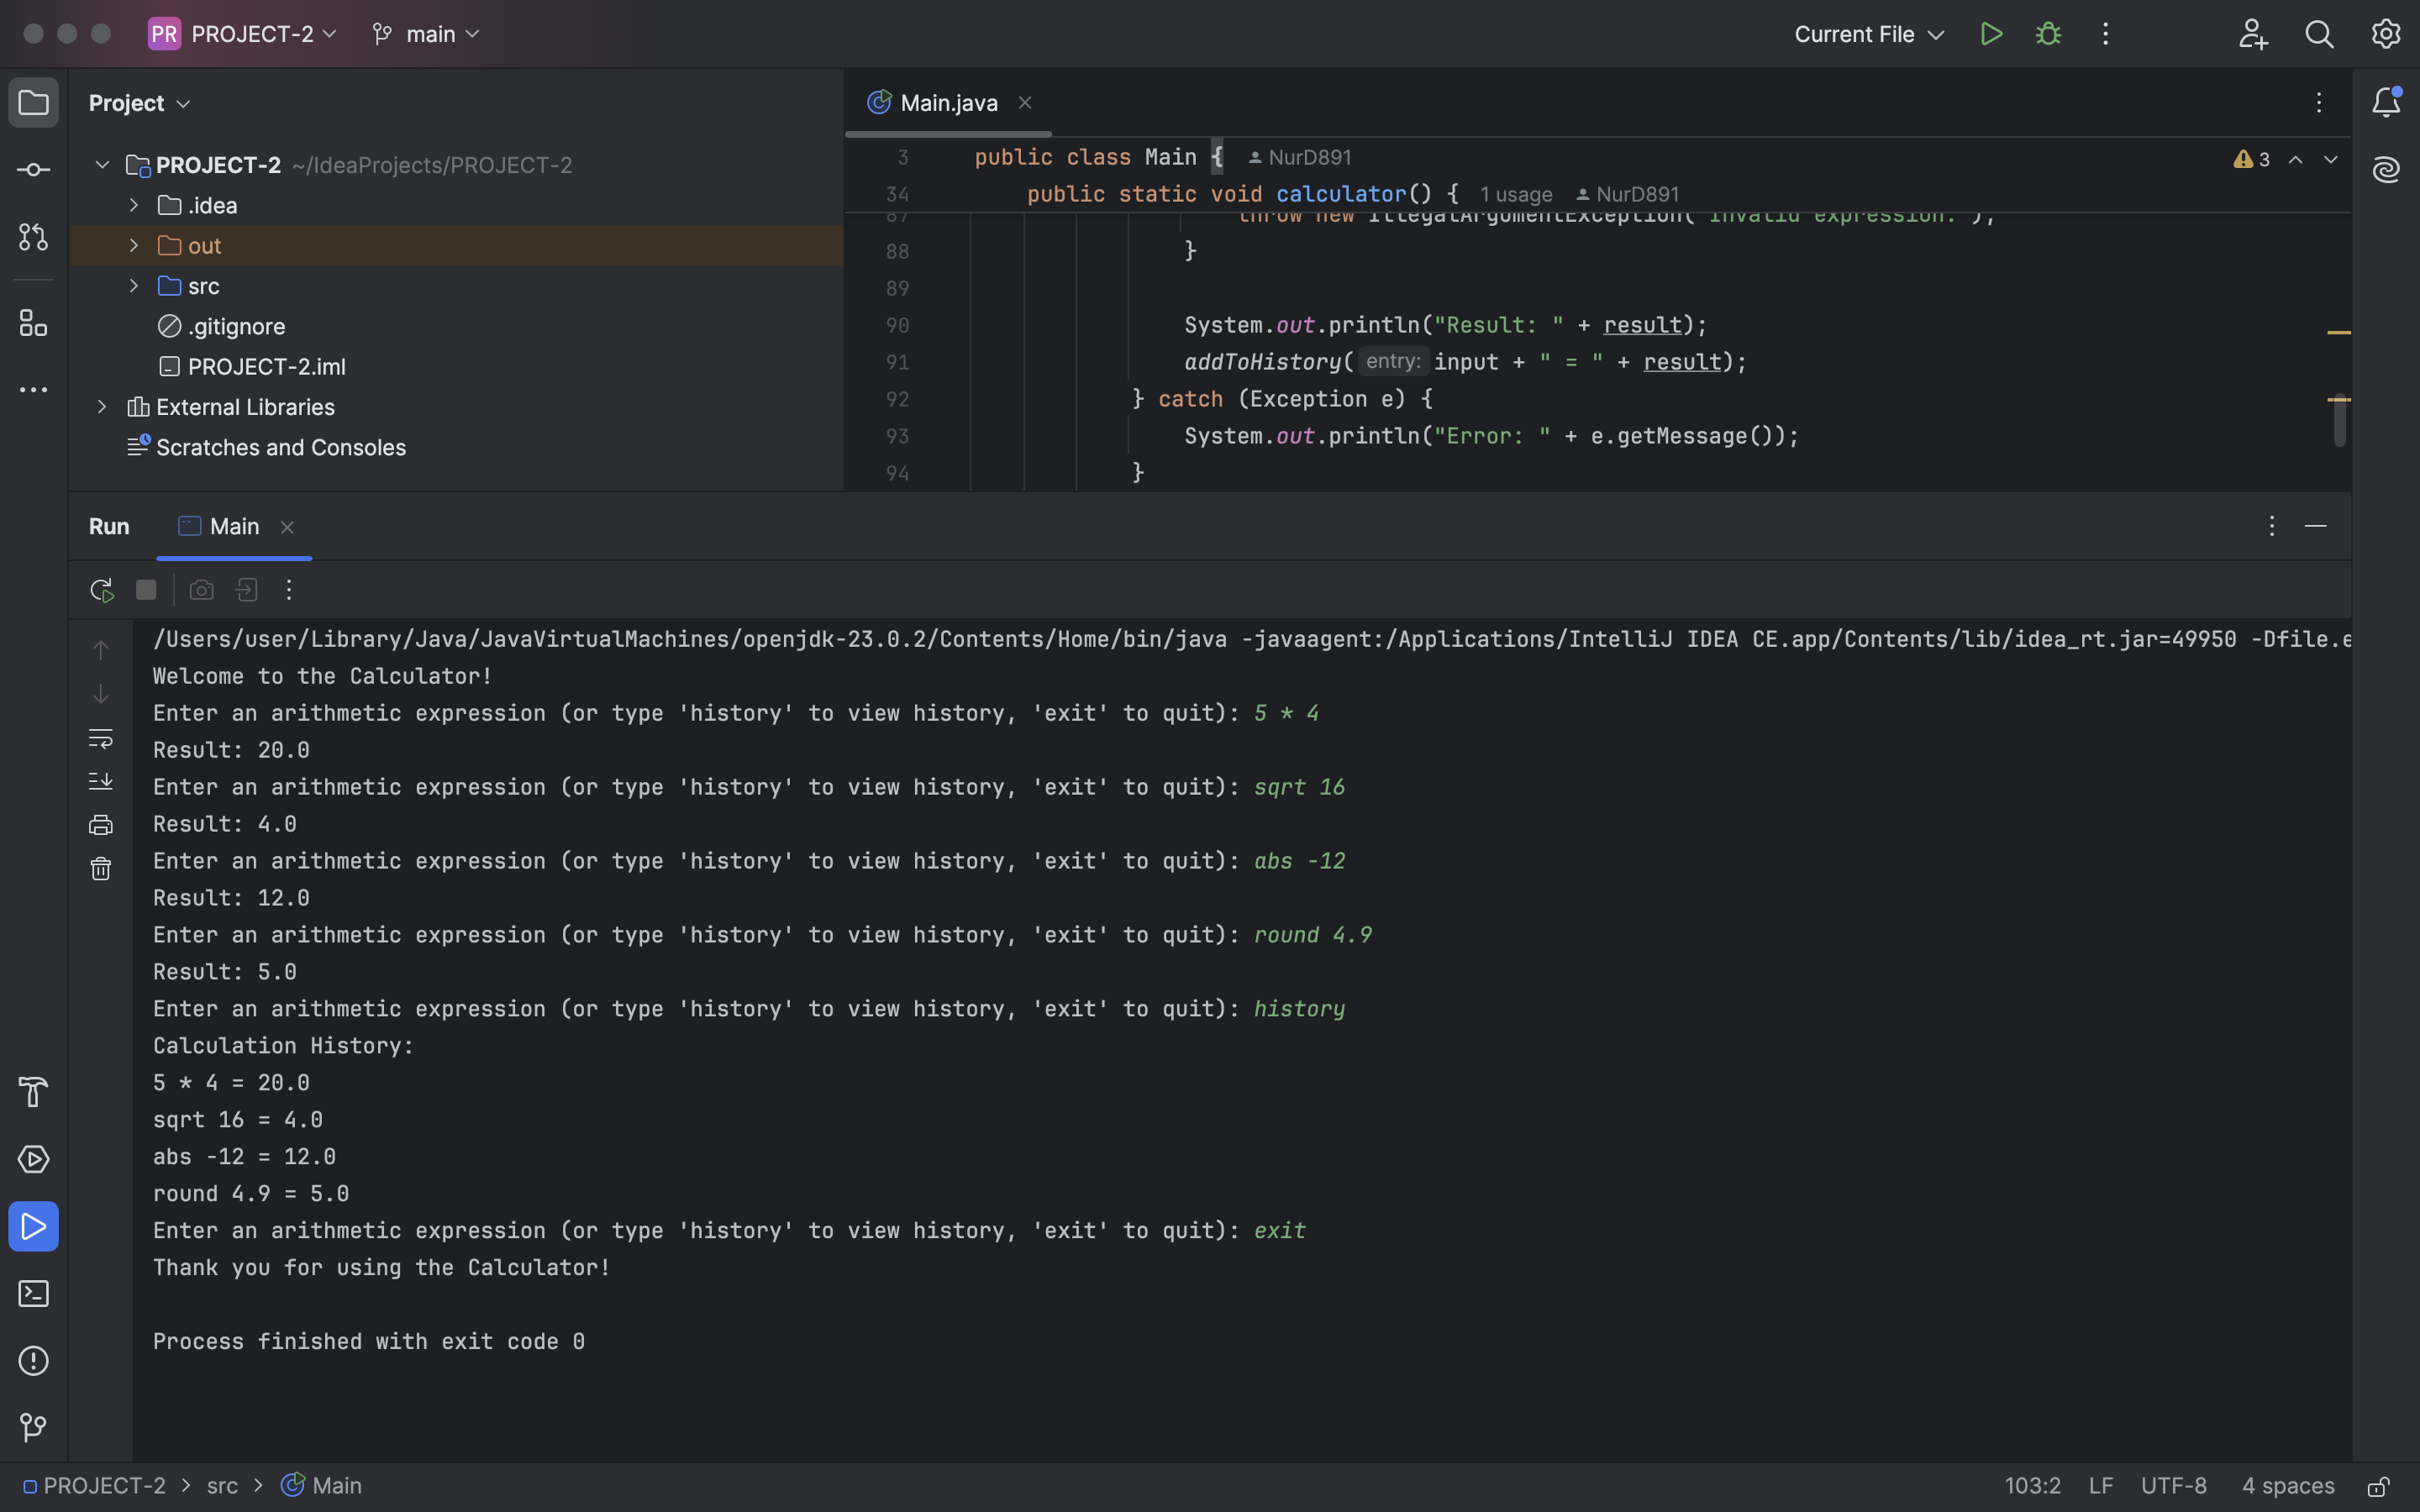 PR PROJECT-2 main Current File
Project
PROJECT-2 ~/IdeaProjects/PROJECT-2
.idea
out
src
.gitignore
PROJECT-2.iml
External Libraries
Scratches and Consoles
Main.java
3 public class Main { NurD891 3
34 public static void calculator() { 1 usage NurD891
87 throw new IllegalArgumentException("Invalid expression.");
88 }
89
90 System.out.println("Result: " + result);
91 addToHistory( entry: input + " = " + result);
92 } catch (Exception e) {
93 System.out.println("Error: " + e.getMessage());
94 }
Run Main
/Users/user/Library/Java/JavaVirtualMachines/openjdk-23.0.2/Contents/Home/bin/java -javaagent:/Applications/IntelliJ IDEA CE.app/Contents/lib/idea_rt.jar=49950 -Dfile.e
Welcome to the Calculator!
Enter an arithmetic expression (or type 'history' to view history, 'exit' to quit): 5 * 4
Result: 20.0
Enter an arithmetic expression (or type 'history' to view history, 'exit' to quit): sqrt 16
Result: 4.0
Enter an arithmetic expression (or type 'history' to view history, 'exit' to quit): abs -12
Result: 12.0
Enter an arithmetic expression (or type 'history' to view history, 'exit' to quit): round 4.9
Result: 5.0
Enter an arithmetic expression (or type 'history' to view history, 'exit' to quit): history
Calculation History:
5 * 4 = 20.0
sqrt 16 = 4.0
abs -12 = 12.0
round 4.9 = 5.0
Enter an arithmetic expression (or type 'history' to view history, 'exit' to quit): exit
Thank you for using the Calculator!
Process finished with exit code 0
PROJECT-2 > src > Main 103:2 LF UTF-8 4 spaces